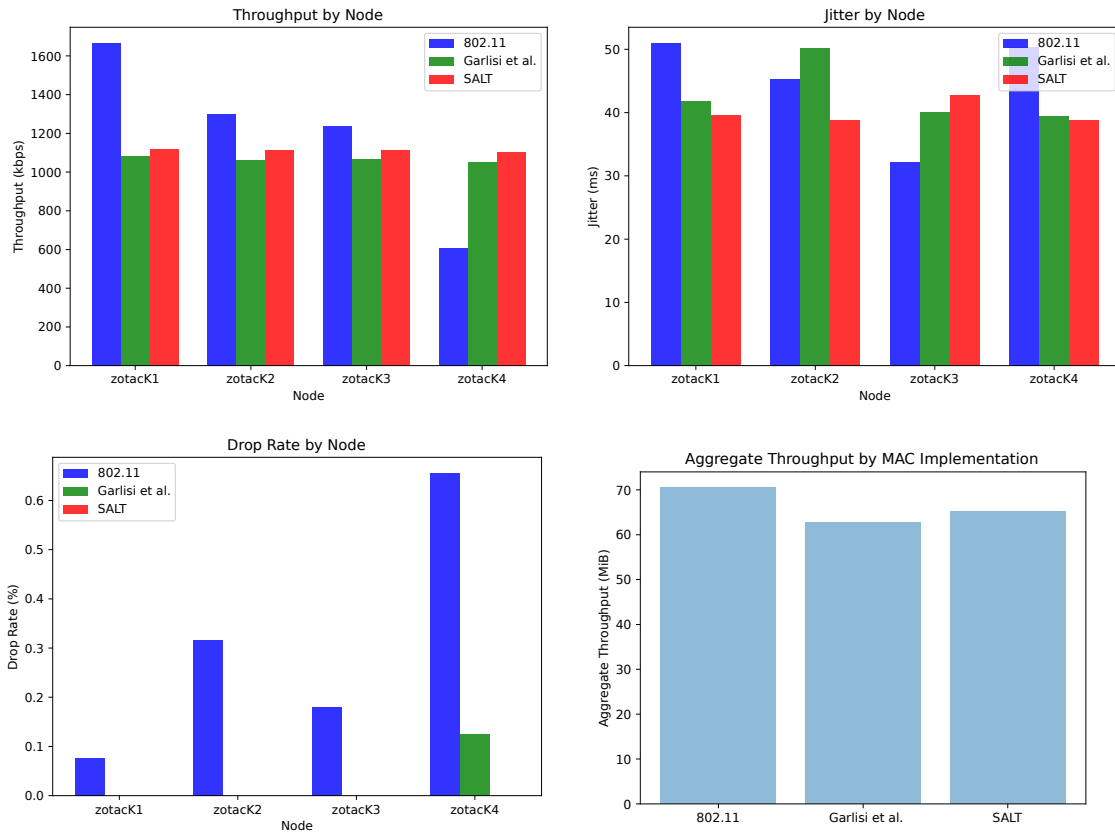 Throughput by Node
Throughput (kbps)
1600
1400
1200
1000
800
600
400
200
0
802.11
Garlisi et al.
SALT
zotacK1 zotacK2 zotacK3 zotacK4
Node
Jitter by Node
Jitter (ms)
50
40
30
20
10
0
802.11
Garlisi et al.
SALT
zotacK1 zotacK2 zotacK3 zotacK4
Node
Drop Rate by Node
Drop Rate (%)
0.6
0.5
0.4
0.3
0.2
0.1
0.0
802.11
Garlisi et al.
SALT
zotacK1 zotacK2 zotacK3 zotacK4
Node
Aggregate Throughput by MAC Implementation
Aggregate Throughput (MiB)
70
60
50
40
30
20
10
0
802.11 Garlisi et al. SALT